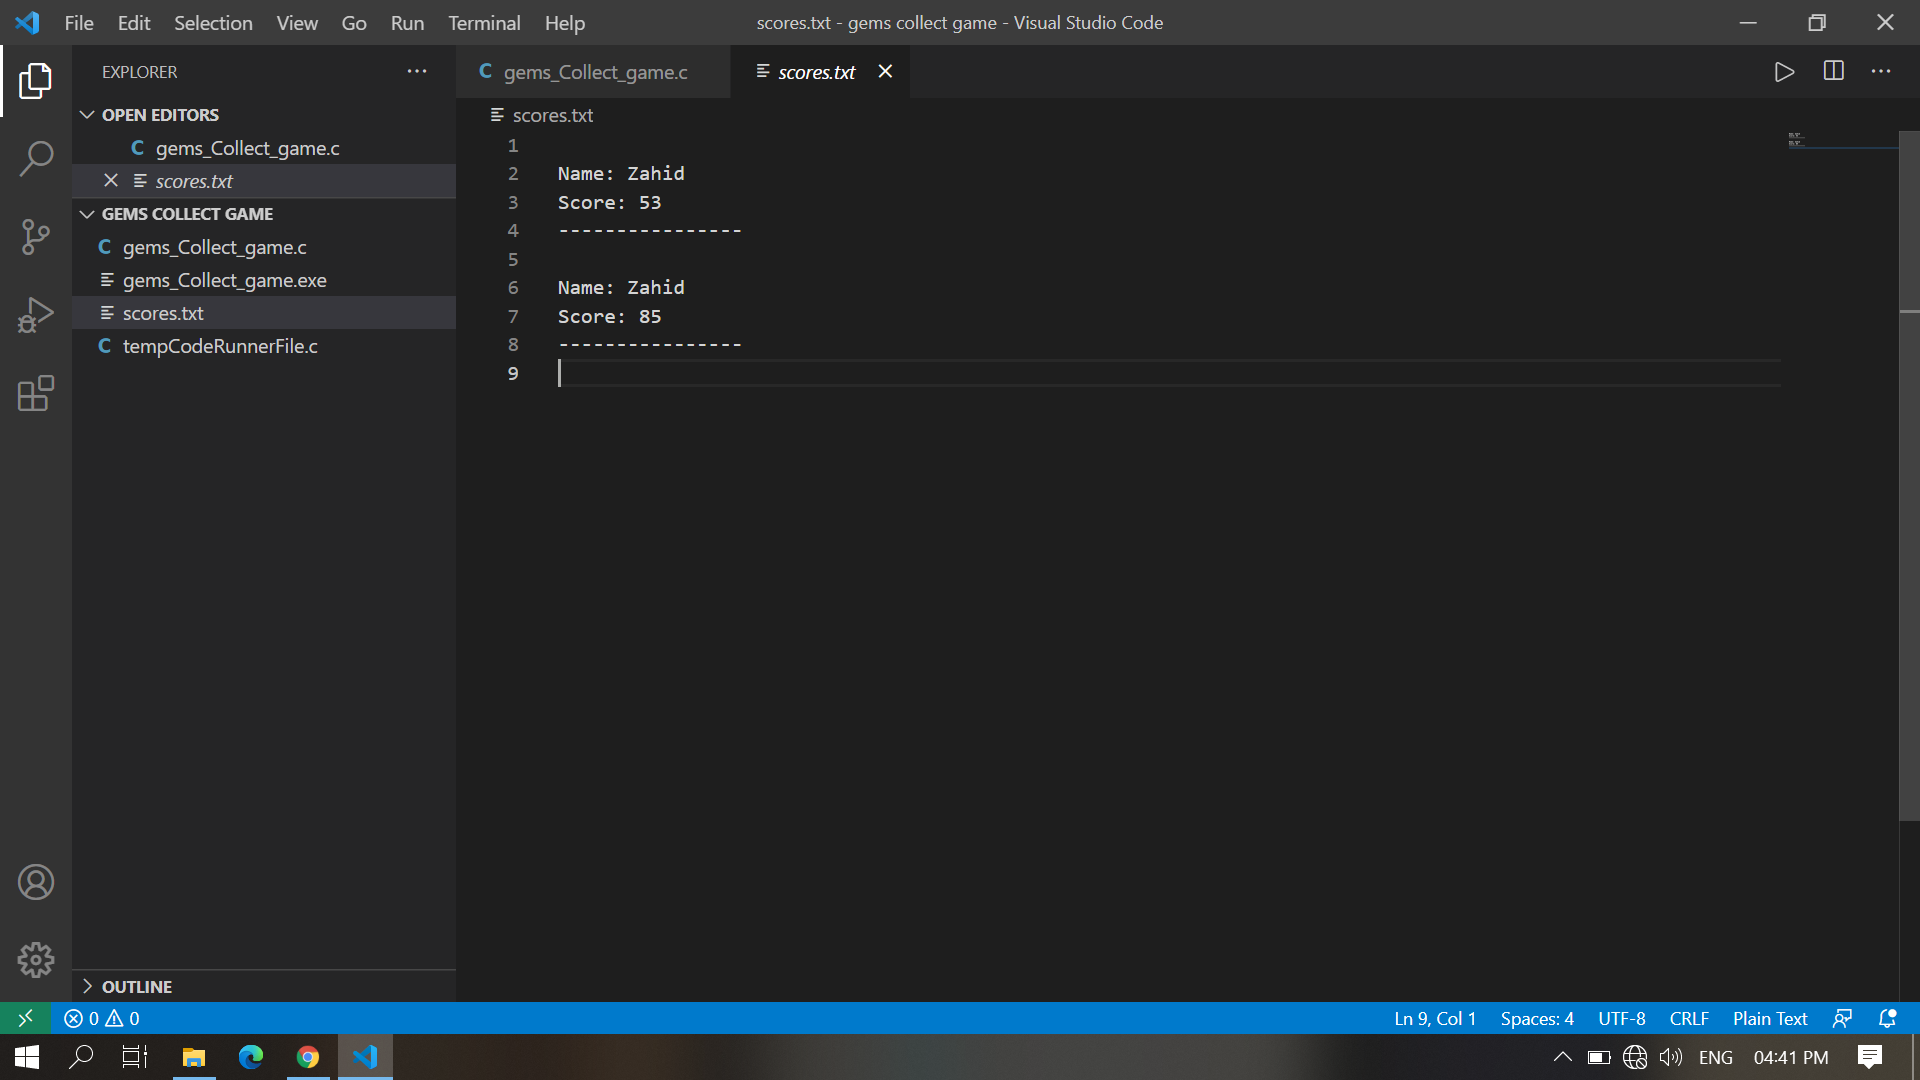 File Edit Selection View Go Run Terminal Help
scores.txt - gems collect game - Visual Studio Code
EXPLORER
OPEN EDITORS
C gems_Collect_game.c
scores.txt
GEMS COLLECT GAME
C gems_Collect_game.c
gems_Collect_game.exe
scores.txt
C tempCodeRunnerFile.c
OUTLINE
C gems_Collect_game.c
scores.txt
scores.txt
1
2 Name: Zahid
3 Score: 53
4 ----------------
5
6 Name: Zahid
7 Score: 85
8 ----------------
9
0 0
Ln 9, Col 1 Spaces: 4 UTF-8 CRLF Plain Text
ENG 04:41 PM